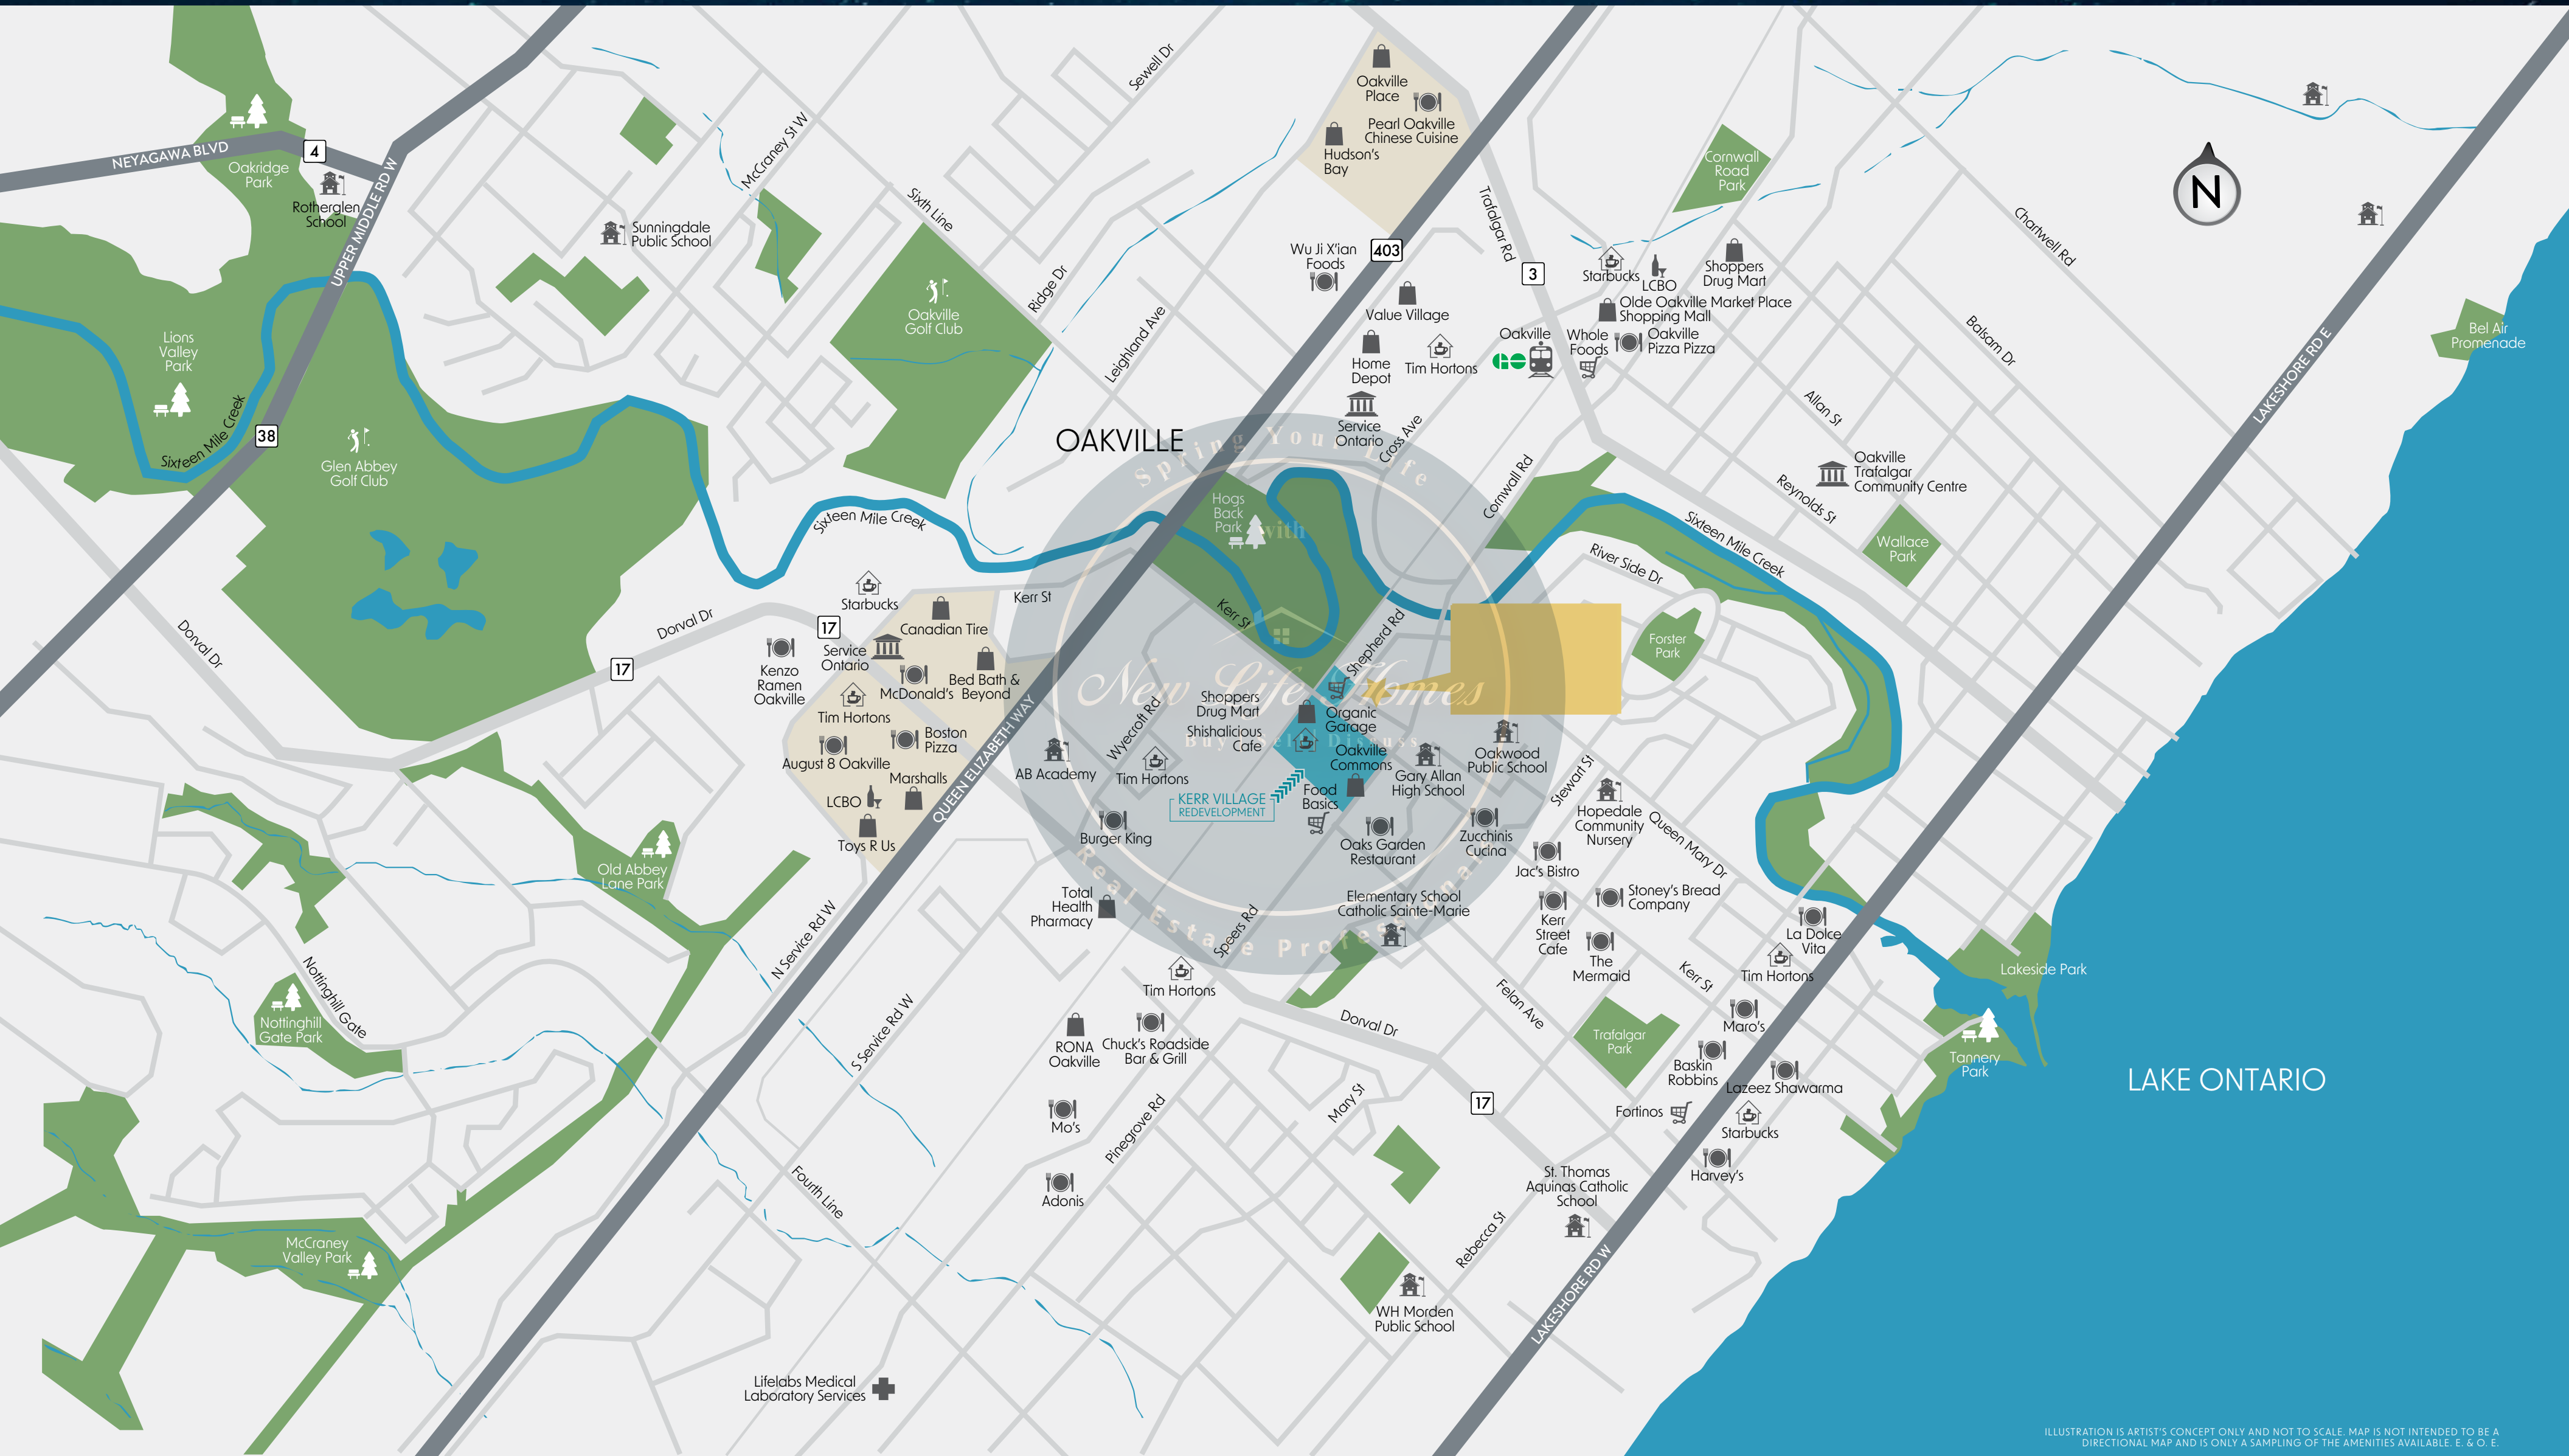 Oakville
Place
Pearl Oakville
Chinese Cuisine
Hudson's
Bay
Sewell Dr
McCraney St W
NEYAGAWA BLVD
4
Oakridge
Park
Rotherglen
School
UPPER MIDDLE RD W
Sunningdale
Public School
Sixth Line
Cornwall
Road
Park
N
Trafalgar Rd
Chartwell Rd
403
3
Wu Ji X'ian
Foods
Starbucks
LCBO
Shoppers
Drug Mart
Olde Oakville Market Place
Shopping Mall
Value Village
Ridge Dr
Oakville
Golf Club
Leighland Ave
Home
Depot
Tim Hortons
Oakville
GO
Whole
Foods
Oakville
Pizza Pizza
Balsam Dr
Bel Air
Promenade
LAKESHORE RD E
Lions
Valley
Park
Sixteen Mile Creek
38
Glen Abbey
Golf Club
OAKVILLE
Service
Ontario
Cross Ave
Allan St
Oakville
Trafalgar
Community Centre
Reynolds St
Cornwall Rd
Spring Your Life
with
Hogs
Back
Park
Sixteen Mile Creek
Sixteen Mile Creek
Wallace
Park
River Side Dr
Starbucks
Kerr St
Kerr St
Canadian Tire
Dorval Dr
Dorval Dr
17
17
Service
Ontario
Kenzo
Ramen
Oakville
McDonald's
Bed Bath &
Beyond
Tim Hortons
Shepherd Rd
Forster
Park
New Life Homes
Shoppers
Drug Mart
Organic
Garage
Shishalicious
Cafe
Oakville
Commons
Boston
Pizza
August 8 Oakville
Marshalls
LCBO
Toys R Us
QUEEN ELIZABETH WAY
AB Academy
Wyecroft Rd
Tim Hortons
KERR VILLAGE
REDEVELOPMENT
Food
Basics
Gary Allan
High School
Oakwood
Public School
Stewart St
Hopedale
Community
Nursery
Queen Mary Dr
Burger King
Oaks Garden
Restaurant
Zucchinis
Cucina
Jac's Bistro
Old Abbey
Lane Park
Total
Health
Pharmacy
Elementary School
Catholic Sainte-Marie
Real Estate Professionals
Speers Rd
Kerr
Street
Cafe
Stoney's Bread
Company
The
Mermaid
La Dolce
Vita
Tim Hortons
Kerr St
Lakeside Park
N Service Rd W
Nottinghill Gate
Nottinghill
Gate Park
S Service Rd W
Tim Hortons
RONA
Oakville
Chuck's Roadside
Bar & Grill
Dorval Dr
Felan Ave
Trafalgar
Park
Maro's
Baskin
Robbins
Lazeez Shawarma
Tannery
Park
LAKE ONTARIO
Mo's
Pinegrove Rd
Mary St
17
Fortinos
Starbucks
Harvey's
Adonis
Fourth Line
St. Thomas
Aquinas Catholic
School
Rebecca St
McCraney
Valley Park
WH Morden
Public School
LAKESHORE RD W
Lifelabs Medical
Laboratory Services
ILLUSTRATION IS ARTIST'S CONCEPT ONLY AND NOT TO SCALE. MAP IS NOT INTENDED TO BE A
DIRECTIONAL MAP AND IS ONLY A SAMPLING OF THE AMENITIES AVAILABLE. E. & O. E.